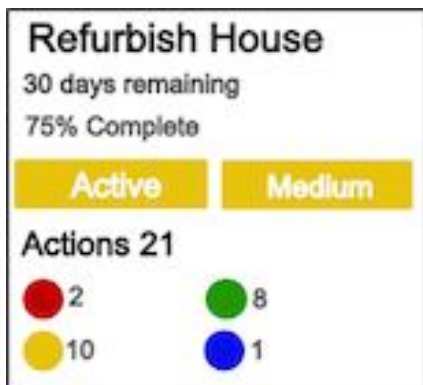 Refurbish House
30 days remaining
75% Complete
Active Medium
Actions 21
2 8
10 1